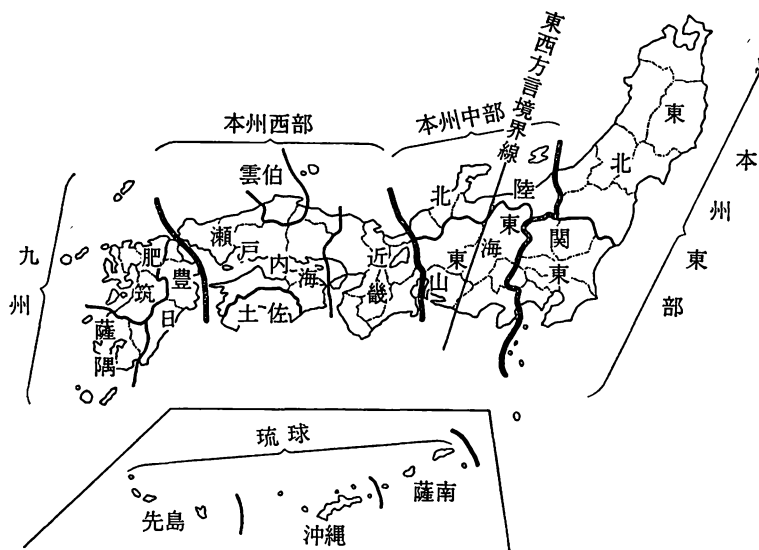 東西方言境界線
本州西部
本州中部
本州東部
九州
雲伯
北陸
東北
関東
東海
東山
近畿
瀬戸内海
土佐
肥筑
豊日
薩隅
琉球
先島
沖縄
薩南